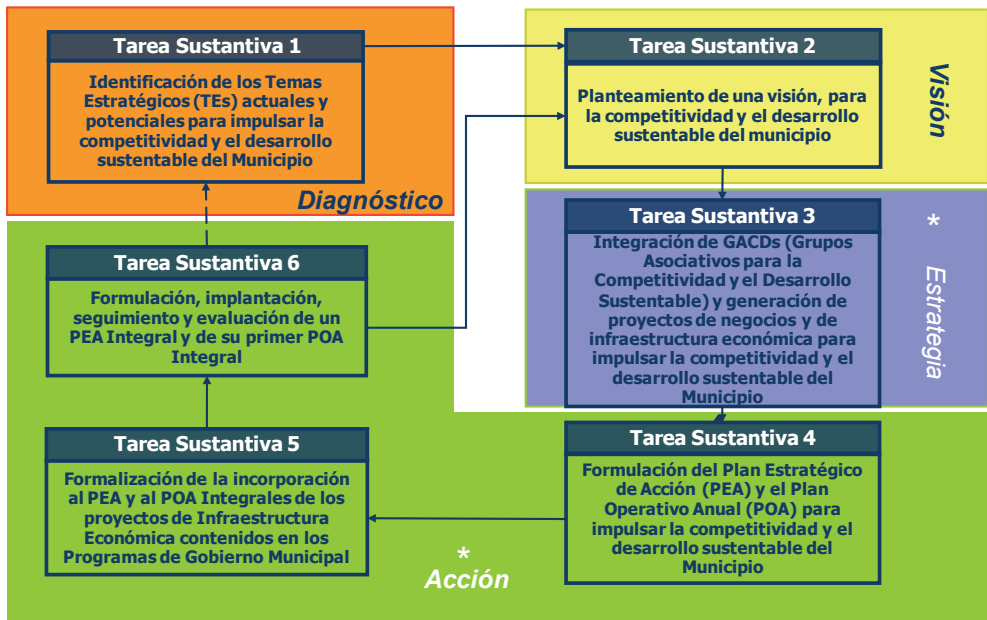 Tarea Sustantiva 1
Identificación de los Temas
Estratégicos (TEs) actuales y
potenciales para impulsar la
competitividad y el desarrollo
sustentable del Municipio
Diagnóstico
Tarea Sustantiva 2
Planteamiento de una visión, para
la competitividad y el desarrollo
sustentable del municipio
Visión
Tarea Sustantiva 3
Integración de GACDs (Grupos
Asociativos para la
Competitividad y el Desarrollo
Sustentable) y generación de
proyectos de negocios y de
infraestructura económica para
impulsar la competitividad y el
desarrollo sustentable del
Municipio
*
Estrategia
Tarea Sustantiva 4
Formulación del Plan Estratégico
de Acción (PEA) y el Plan
Operativo Anual (POA) para
impulsar la competitividad y el
desarrollo sustentable del
Municipio
Tarea Sustantiva 5
Formalización de la incorporación
al PEA y al POA Integrales de los
proyectos de Infraestructura
Económica contenidos en los
Programas de Gobierno Municipal
Tarea Sustantiva 6
Formulación, implantación,
seguimiento y evaluación de un
PEA Integral y de su primer POA
Integral
*
Acción